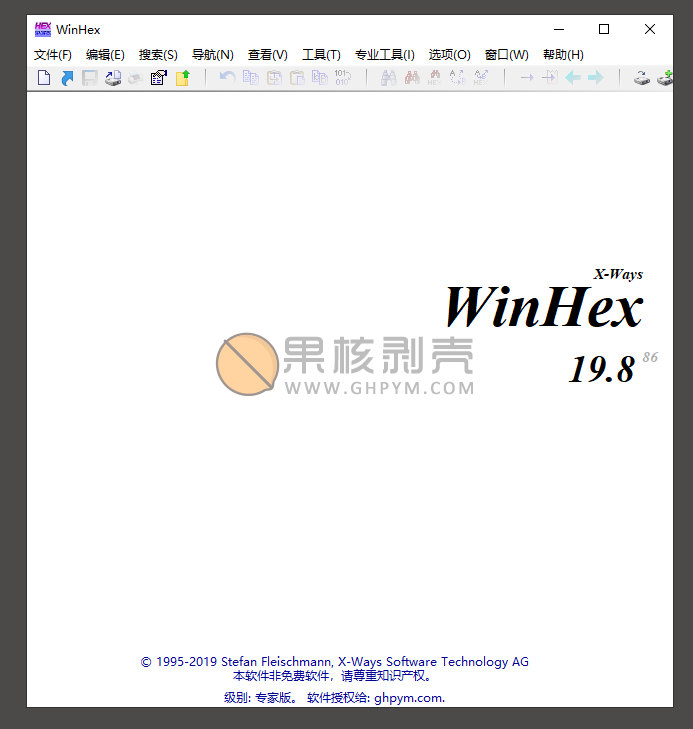 WinHex
文件(F) 编辑(E) 搜索(S) 导航(N) 查看(V) 工具(T) 专业工具(I) 选项(O) 窗口(W) 帮助(H)
X-Ways
WinHex
19.8 86
果核剥壳
WWW.GHPYM.COM
© 1995-2019 Stefan Fleischmann, X-Ways Software Technology AG
本软件非免费软件，请尊重知识产权。
级别: 专家版。 软件授权给: ghpym.com.